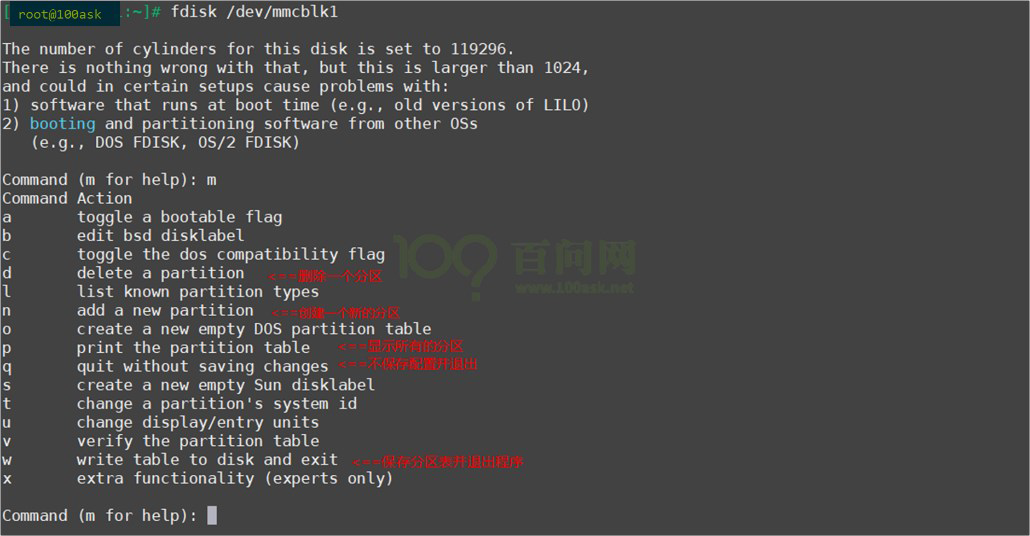 [root@100ask :~]# fdisk /dev/mmcblk1
The number of cylinders for this disk is set to 119296.
There is nothing wrong with that, but this is larger than 1024,
and could in certain setups cause problems with:
1) software that runs at boot time (e.g., old versions of LILO)
2) booting and partitioning software from other OSs
(e.g., DOS FDISK, OS/2 FDISK)
Command (m for help): m
Command Action
a toggle a bootable flag
b edit bsd disklabel
c toggle the dos compatibility flag
d delete a partition <==删除一个分区
l list known partition types
n add a new partition <==创建一个新的分区
o create a new empty DOS partition table
p print the partition table <==显示所有的分区
q quit without saving changes <==不保存配置并退出
s create a new empty Sun disklabel
t change a partition's system id
u change display/entry units
v verify the partition table
w write table to disk and exit <==保存分区表并退出程序
x extra functionality (experts only)
Command (m for help):
100 百问网
www.100ask.net